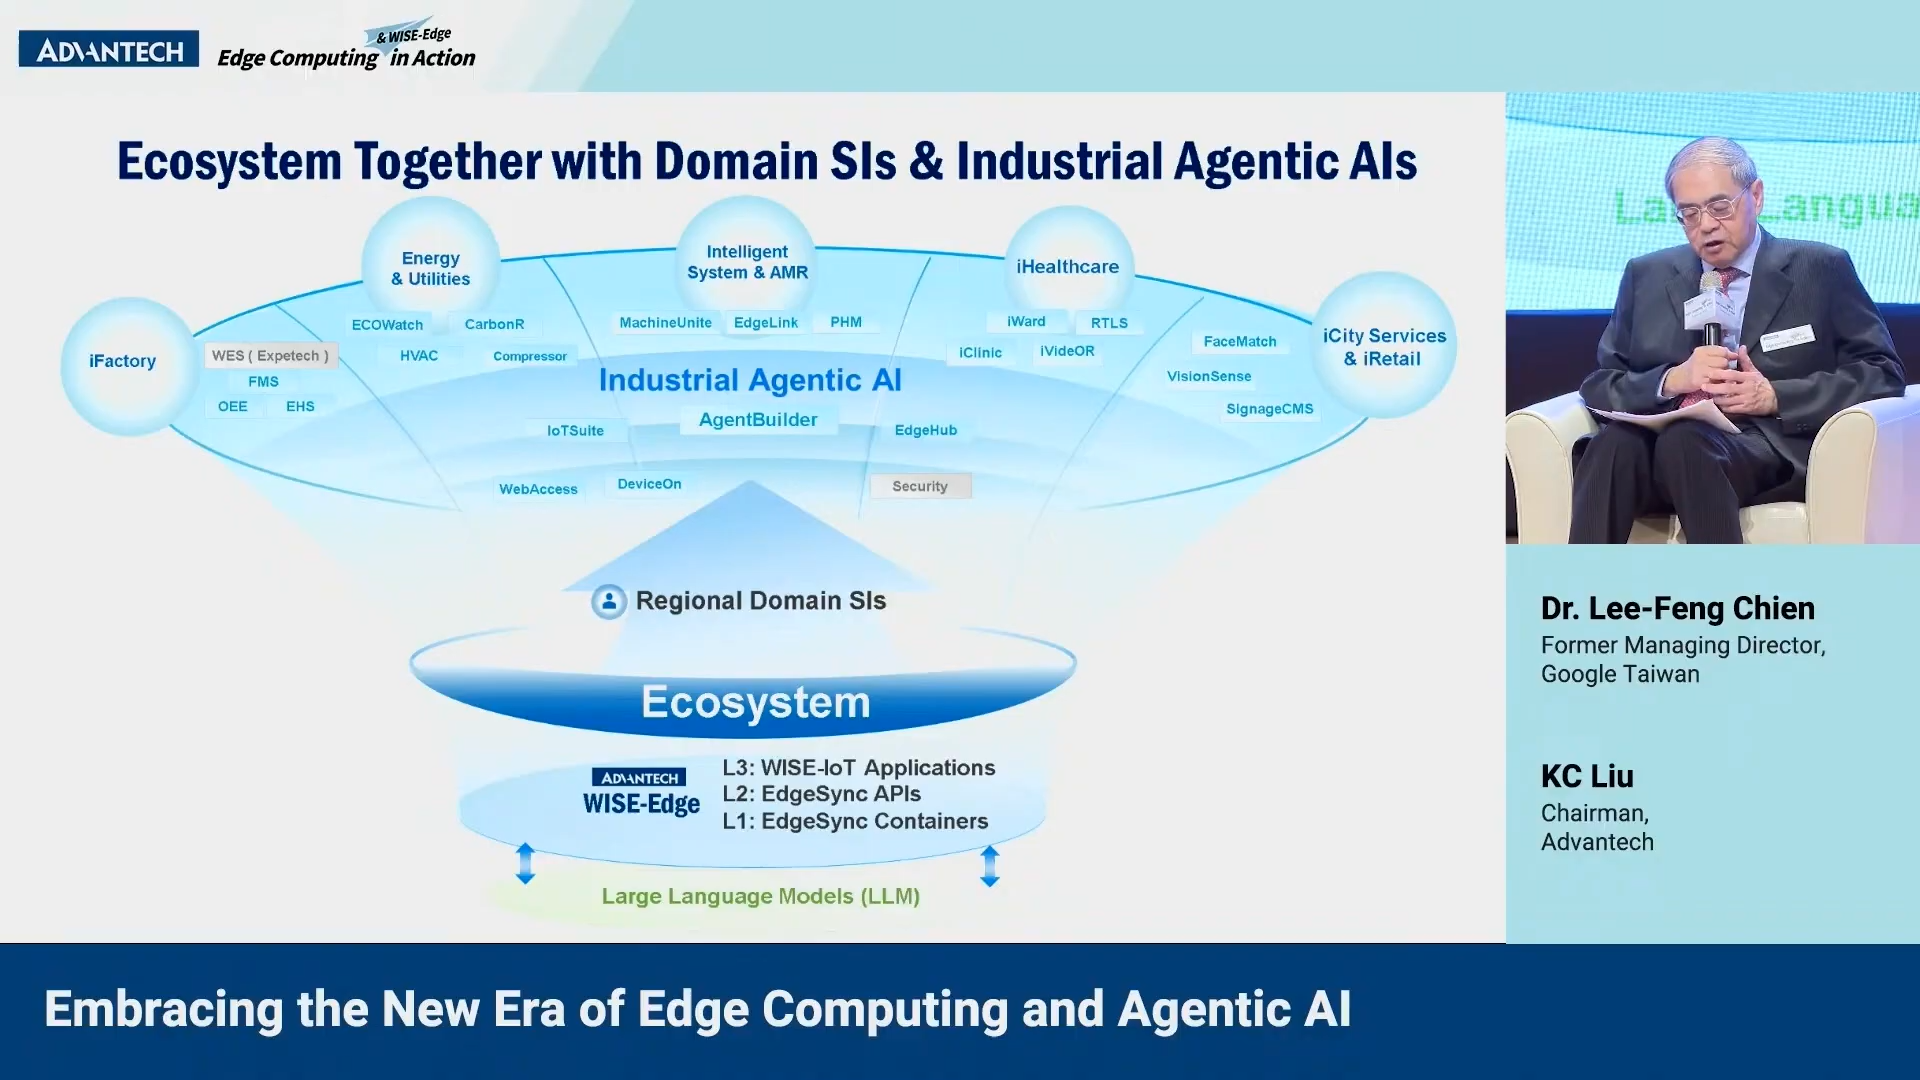 ADVANTECH
Edge Computing & WISE-Edge in Action
Ecosystem Together with Domain SIs & Industrial Agentic AIs
iFactory
WES ( Expetech )
FMS
OEE
EHS
Energy
& Utilities
ECOWatch
CarbonR
HVAC
Compressor
Intelligent
System & AMR
MachineUnite
EdgeLink
PHM
iHealthcare
iWard
RTLS
iClinic
iVideOR
iCity Services
& iRetail
FaceMatch
VisionSense
SignageCMS
Industrial Agentic AI
AgentBuilder
IoTSuite
EdgeHub
WebAccess
DeviceOn
Security
Regional Domain SIs
Ecosystem
ADVANTECH
WISE-Edge
L3: WISE-IoT Applications
L2: EdgeSync APIs
L1: EdgeSync Containers
Large Language Models (LLM)
Dr. Lee-Feng Chien
Former Managing Director,
Google Taiwan
KC Liu
Chairman,
Advantech
Embracing the New Era of Edge Computing and Agentic AI